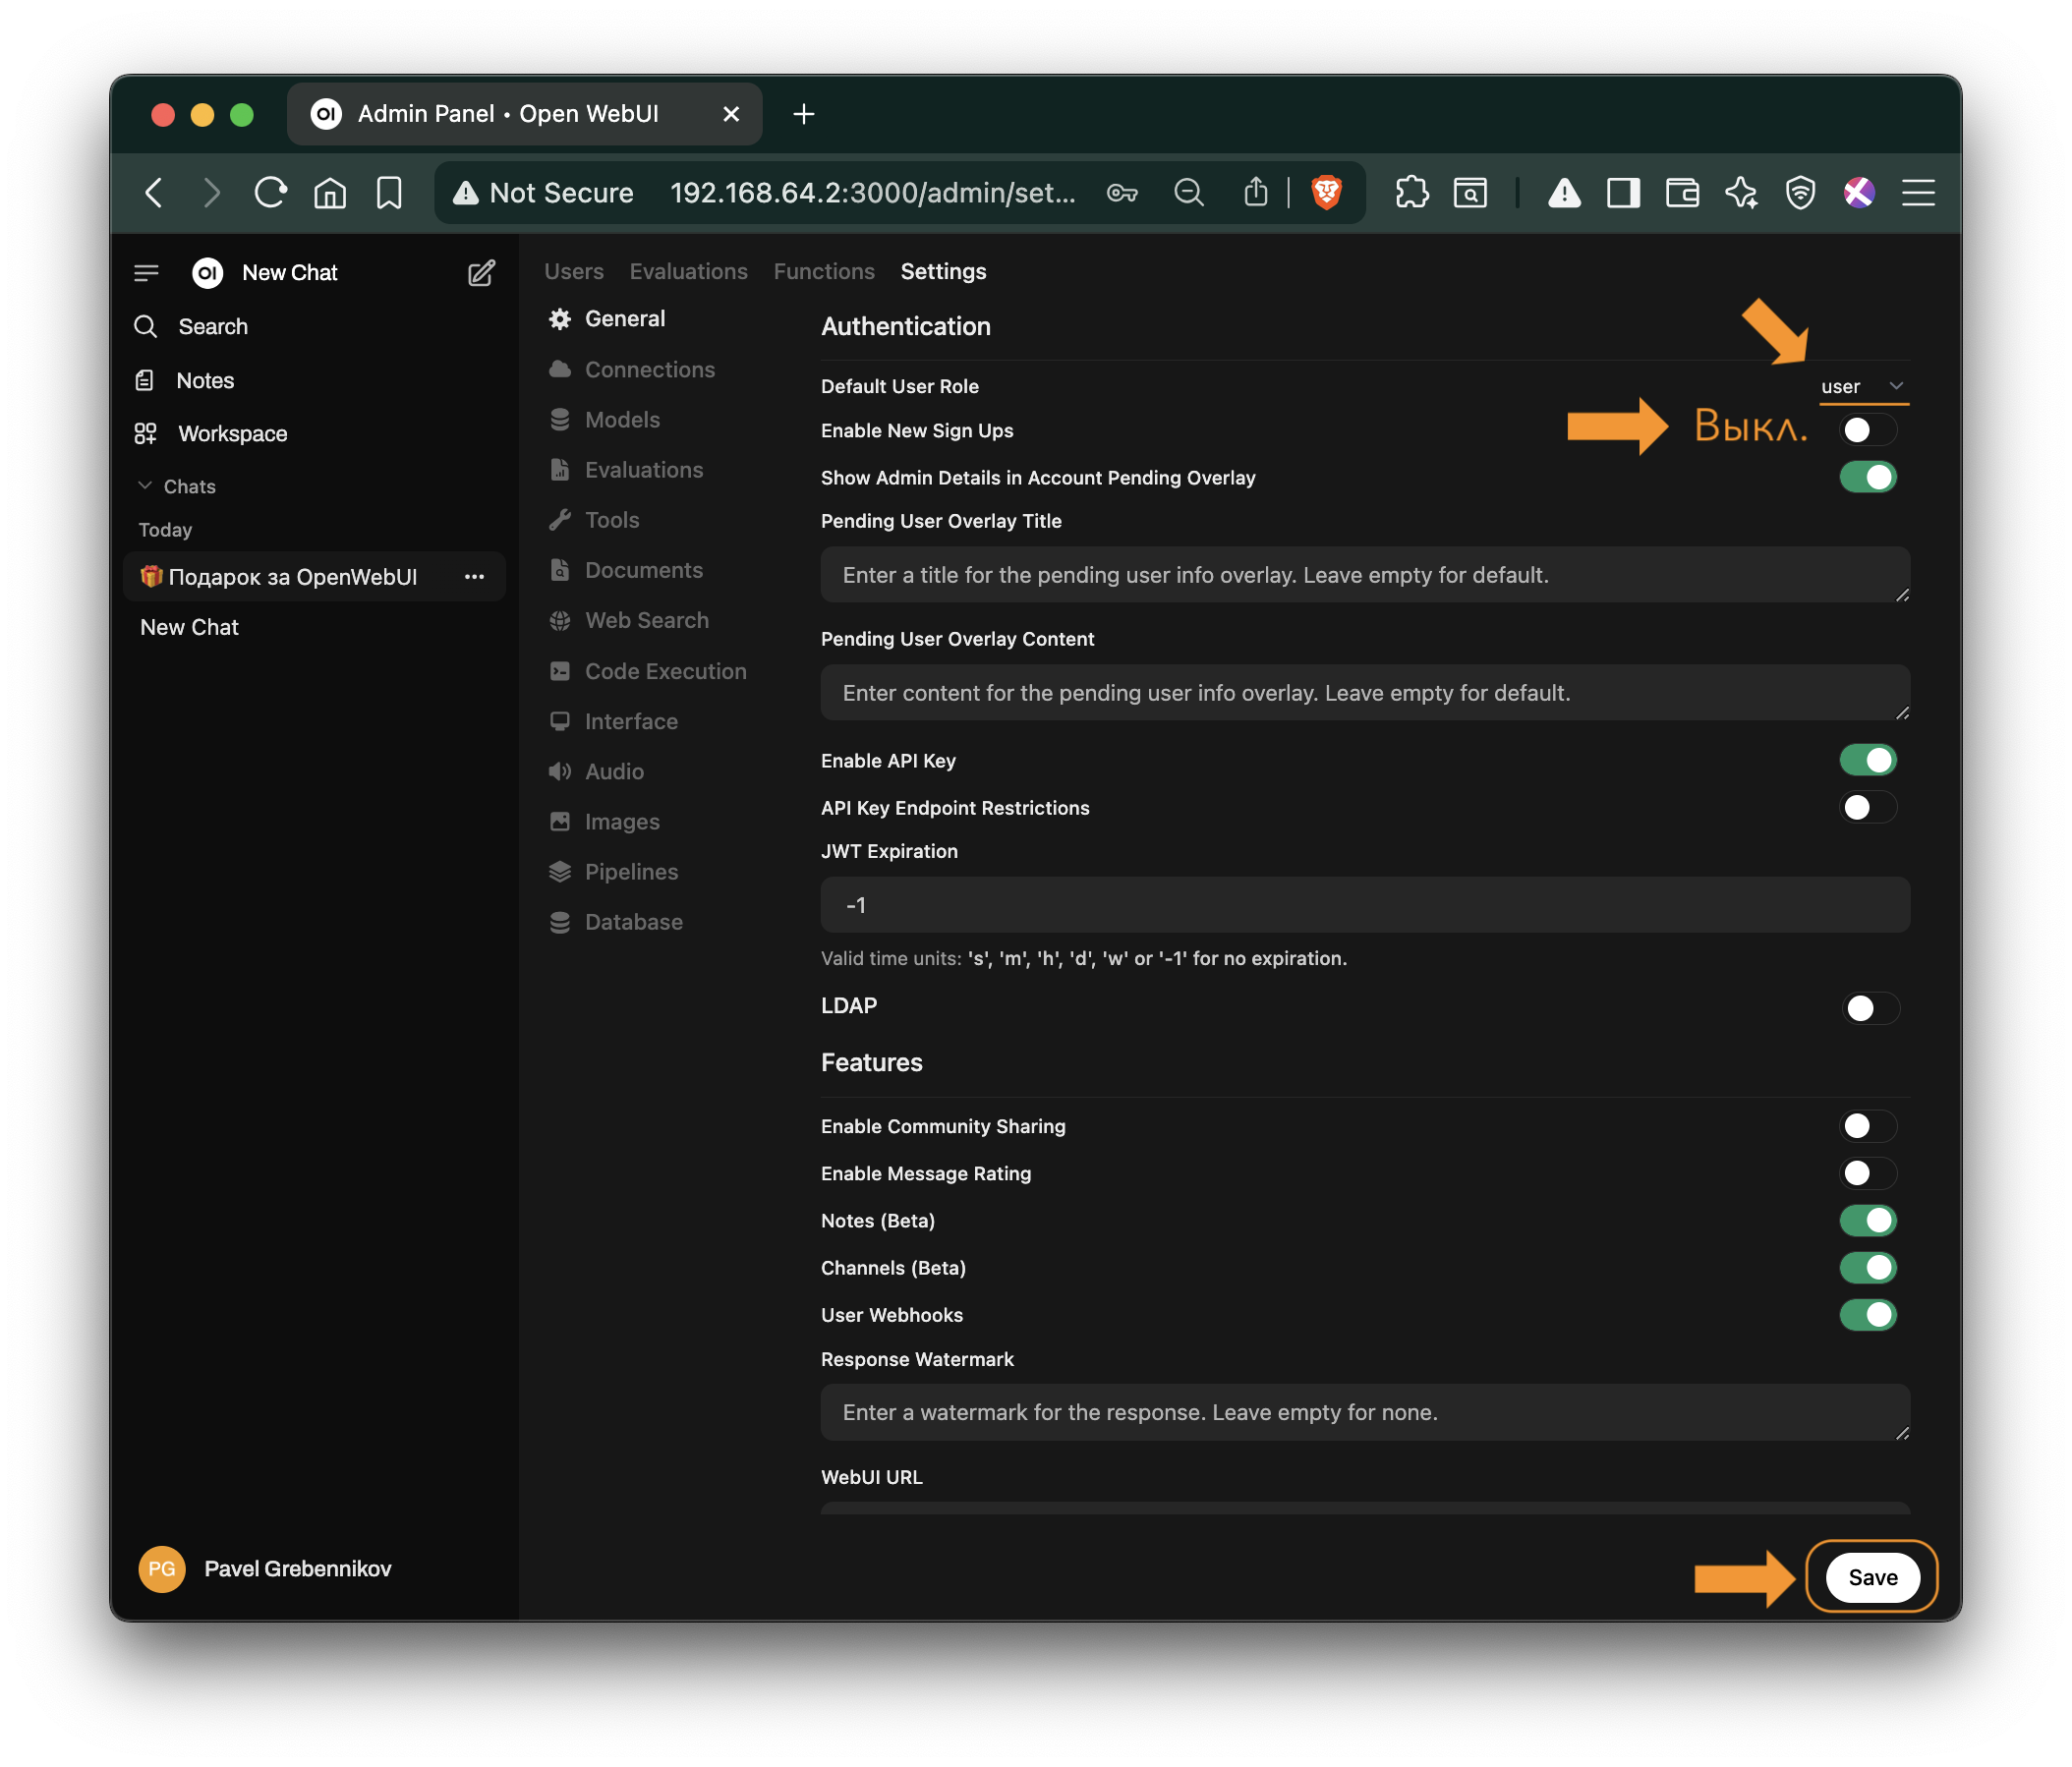 OI Admin Panel • Open WebUI
Not Secure 192.168.64.2:3000/admin/set...
OI New Chat
Search
Notes
Workspace
Chats
Today
🎁 Подарок за OpenWebUI
New Chat
PG Pavel Grebennikov
Users Evaluations Functions Settings
General
Connections
Models
Evaluations
Tools
Documents
Web Search
Code Execution
Interface
Audio
Images
Pipelines
Database
Authentication
Default User Role user
Enable New Sign Ups Выкл.
Show Admin Details in Account Pending Overlay
Pending User Overlay Title
Enter a title for the pending user info overlay. Leave empty for default.
Pending User Overlay Content
Enter content for the pending user info overlay. Leave empty for default.
Enable API Key
API Key Endpoint Restrictions
JWT Expiration
-1
Valid time units: 's', 'm', 'h', 'd', 'w' or '-1' for no expiration.
LDAP
Features
Enable Community Sharing
Enable Message Rating
Notes (Beta)
Channels (Beta)
User Webhooks
Response Watermark
Enter a watermark for the response. Leave empty for none.
WebUI URL
Save